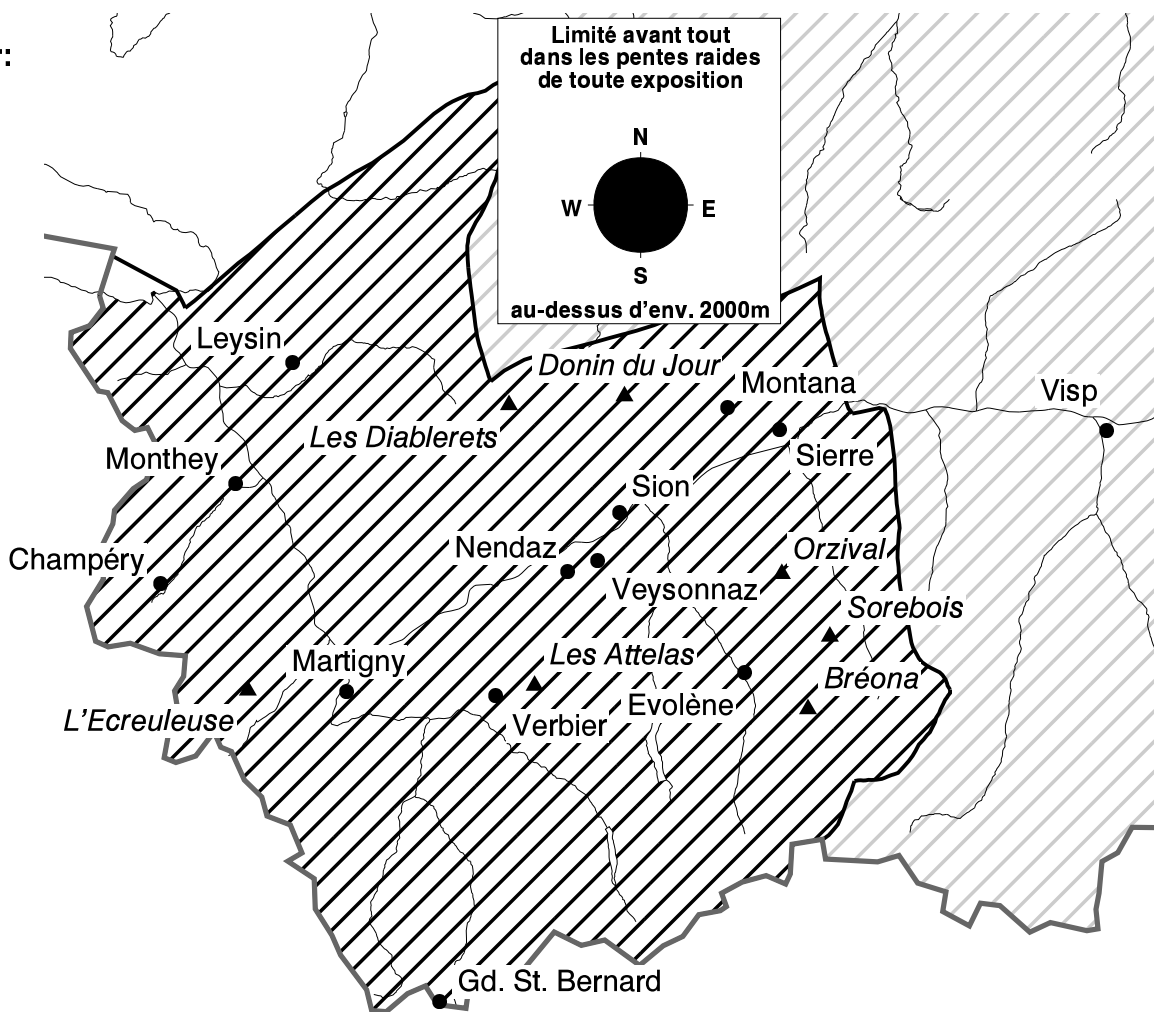 r:
Limité avant tout
dans les pentes raides
de toute exposition
N
W
E
S
au-dessus d'env. 2000m
Leysin
Donin du Jour
Montana
Visp
Les Diablerets
Monthey
Sierre
Sion
Champéry
Nendaz
Orzival
Veysonnaz
Sorebois
Martigny
Les Attelas
Bréona
L'Ecreuleuse
Verbier
Evolène
Gd. St. Bernard